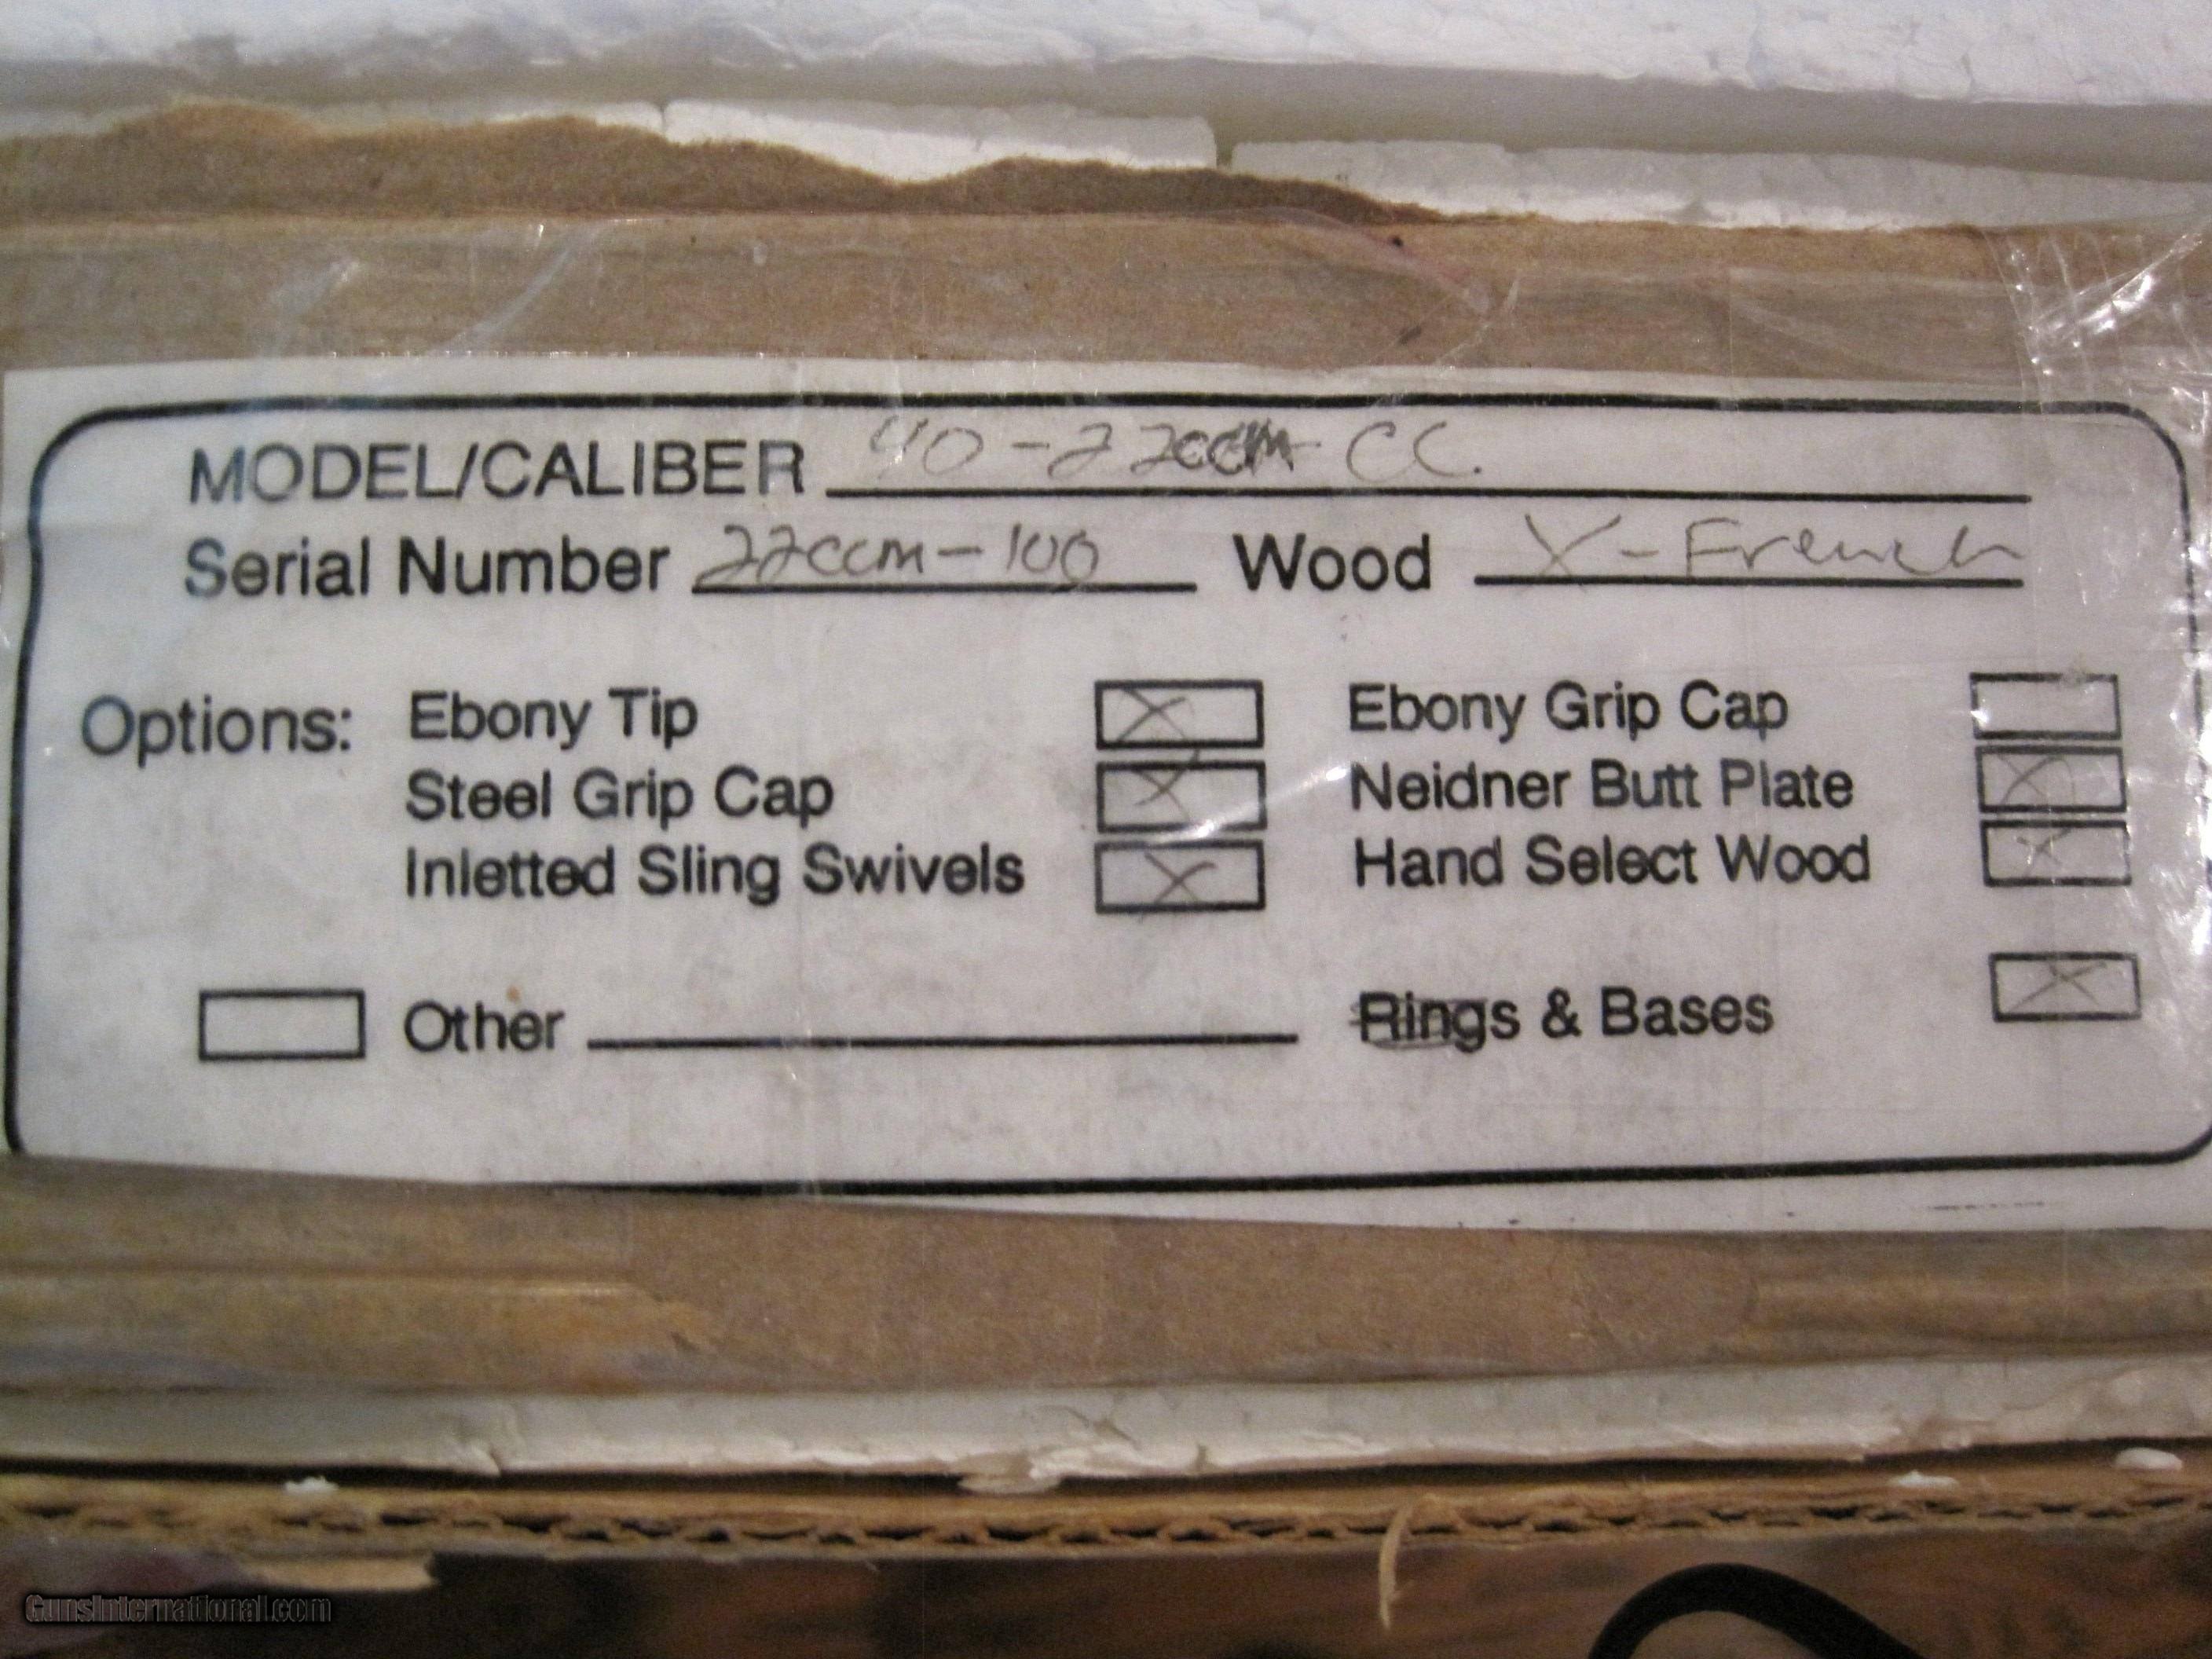 MODEL/CALIBER 40-22CCM-CC.
Serial Number 22CCM-100 Wood X-French
Options: Ebony Tip X Ebony Grip Cap
Steel Grip Cap X Neidner Butt Plate X
Inletted Sling Swivels X Hand Select Wood X
Other Rings & Bases X
GunsInternational.com